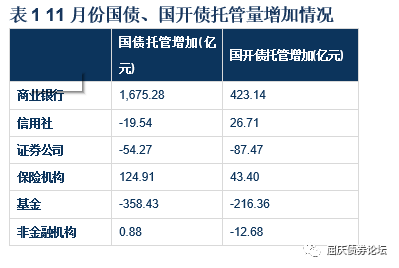 表 1 11 月份国债、国开债托管量增加情况
国债托管增加(亿元) 国开债托管增加(亿元)
商业银行 1,675.28 423.14
信用社 -19.54 26.71
证券公司 -54.27 -87.47
保险机构 124.91 43.40
基金 -358.43 -216.36
非金融机构 0.88 -12.68
屈庆债券论坛